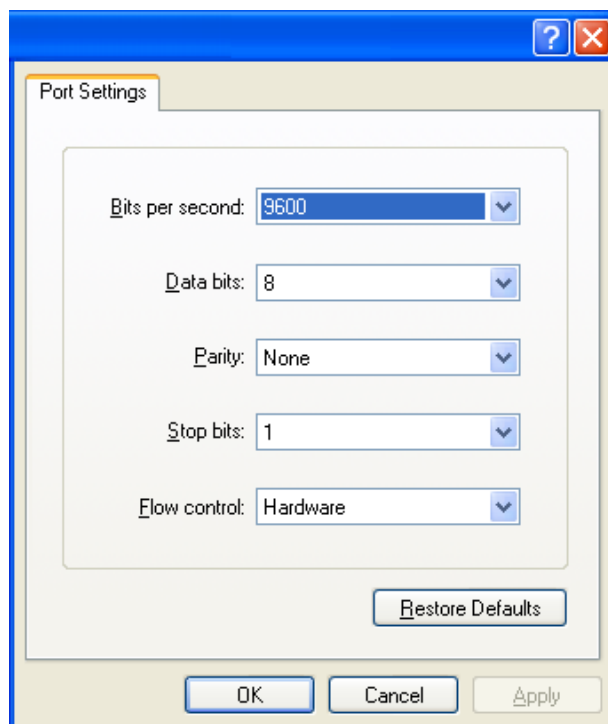 Port Settings
Bits per second: 9600
Data bits: 8
Parity: None
Stop bits: 1
Flow control: Hardware
Restore Defaults
OK Cancel Apply